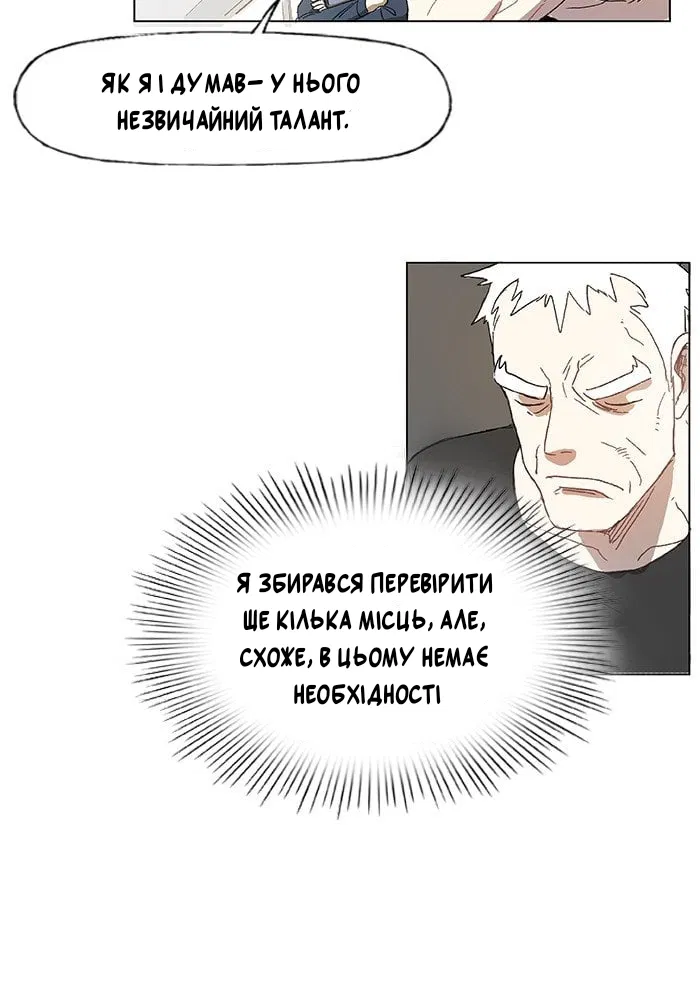 ЯК Я І ДУМАВ– У НЬОГО
НЕЗВИЧАЙНИЙ ТАЛАНТ.
Я ЗБИРАВСЯ ПЕРЕВІРИТИ
ЩЕ КІЛЬКА МІСЦЬ, АЛЕ,
СХОЖЕ, В ЦЬОМУ НЕМАЄ
НЕОБХІДНОСТІ